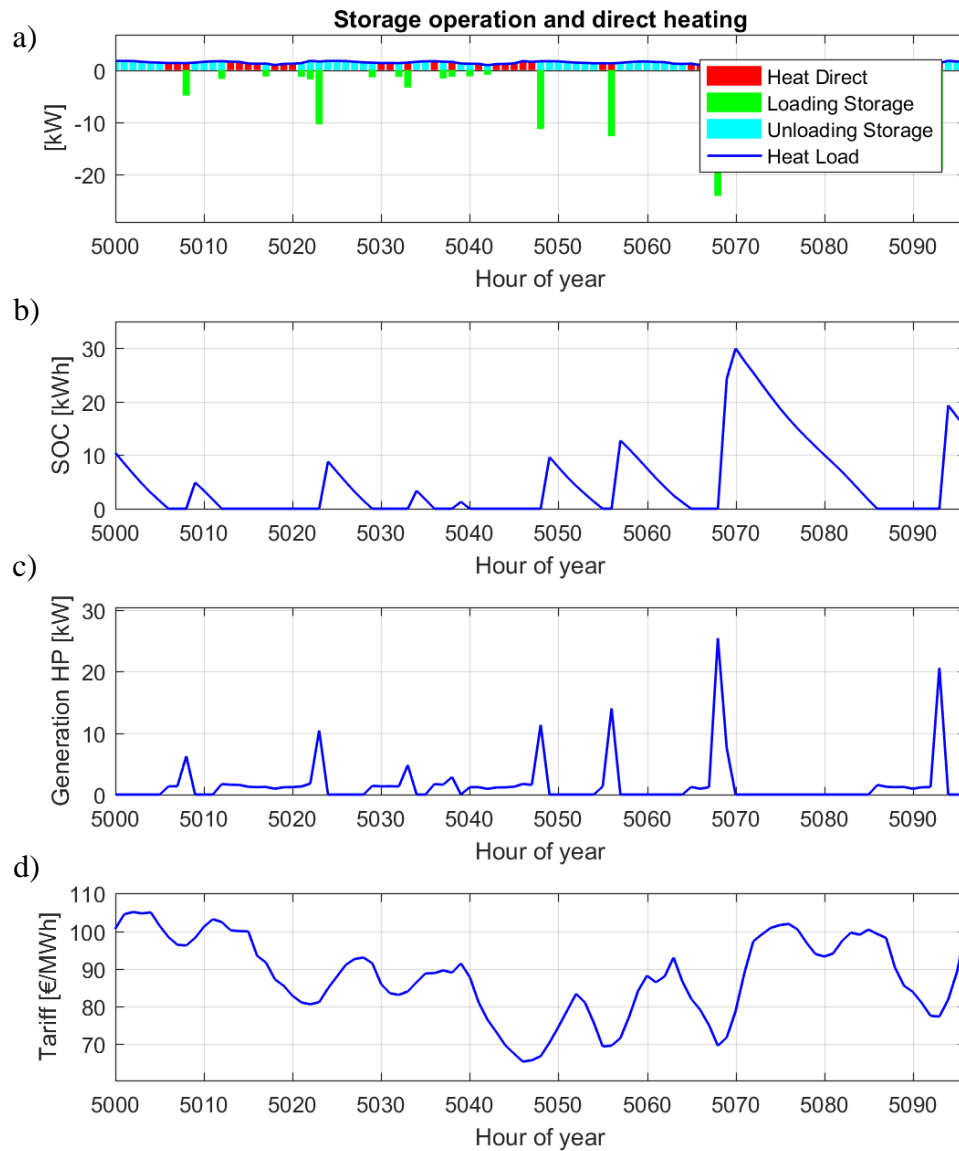 Storage operation and direct heating
a)
[kW]
0
-10
-20
Heat Direct
Loading Storage
Unloading Storage
Heat Load
5000 5010 5020 5030 5040 5050 5060 5070 5080 5090
Hour of year
b)
SOC [kWh]
30
20
10
0
5000 5010 5020 5030 5040 5050 5060 5070 5080 5090
Hour of year
c)
Generation HP [kW]
30
20
10
0
5000 5010 5020 5030 5040 5050 5060 5070 5080 5090
Hour of year
d)
Tariff [€/MWh]
110
100
90
80
70
5000 5010 5020 5030 5040 5050 5060 5070 5080 5090
Hour of year